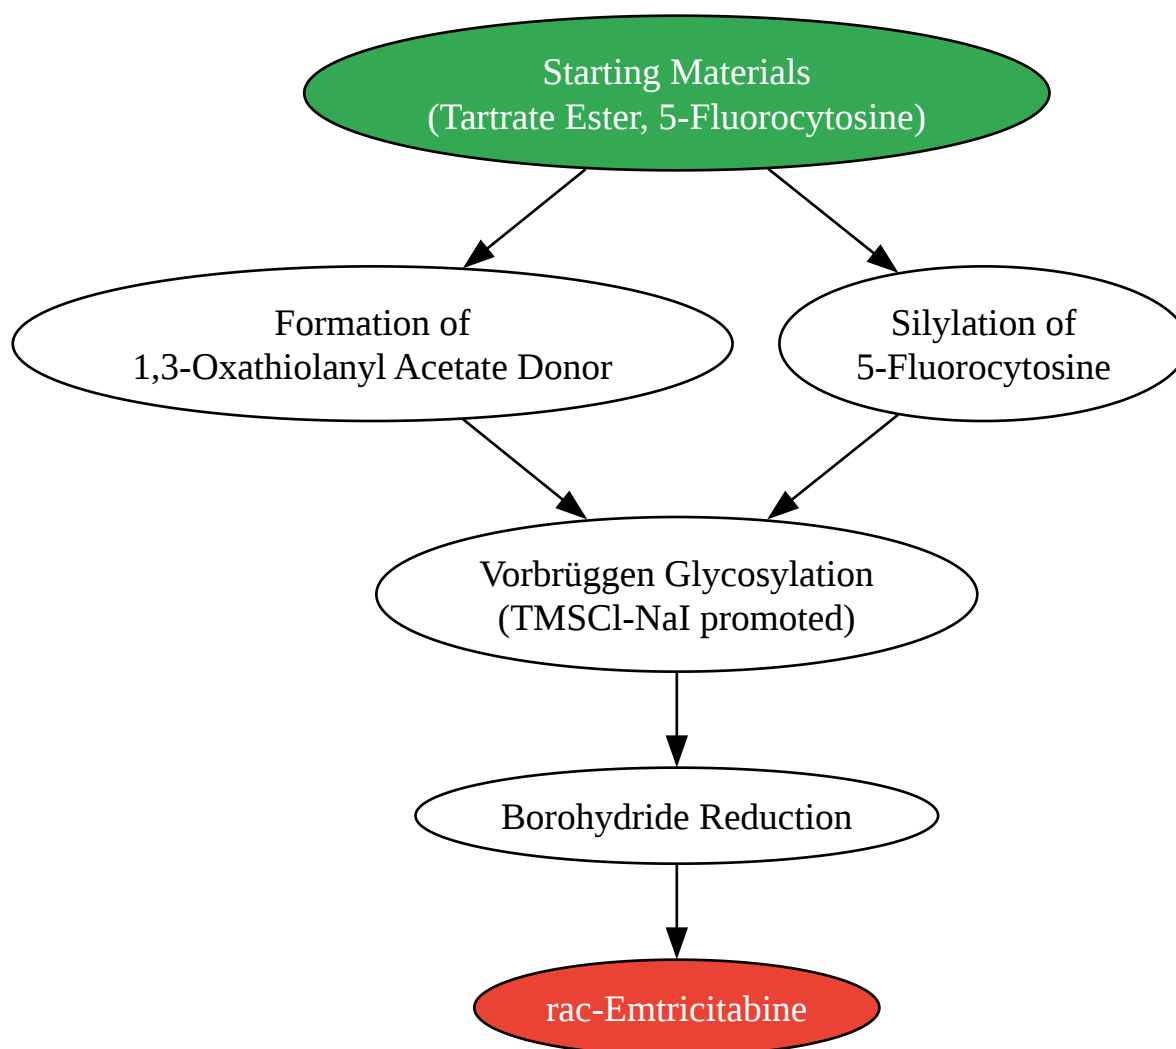 Starting Materials
(Tartrate Ester, 5-Fluorocytosine)
Formation of
1,3-Oxathiolanyl Acetate Donor
Silylation of
5-Fluorocytosine
Vorbrüggen Glycosylation
(TMSCl-NaI promoted)
Borohydride Reduction
rac-Emtricitabine